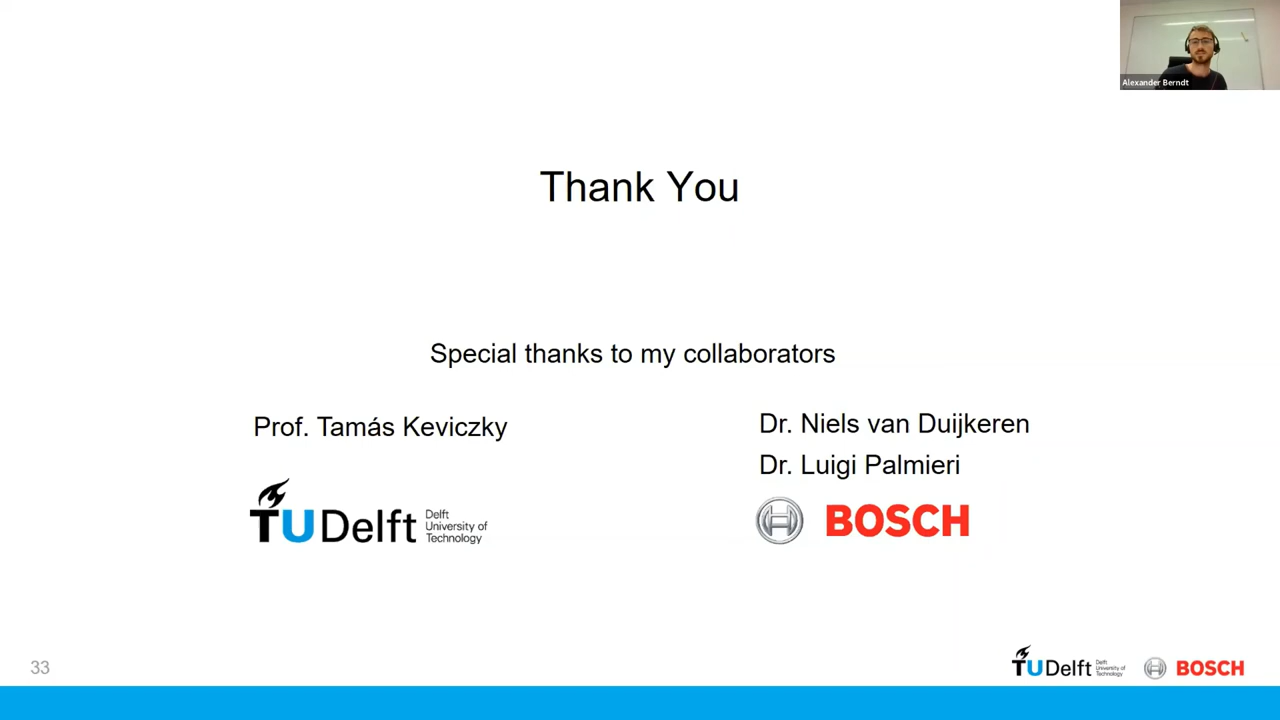 Alexander Berndt
Thank You
Special thanks to my collaborators
Prof. Tamás Keviczky
Dr. Niels van Duijkeren
Dr. Luigi Palmieri
TUDelft
Delft
University of
Technology
BOSCH
33
TUDelft
Delft
University of
Technology
BOSCH